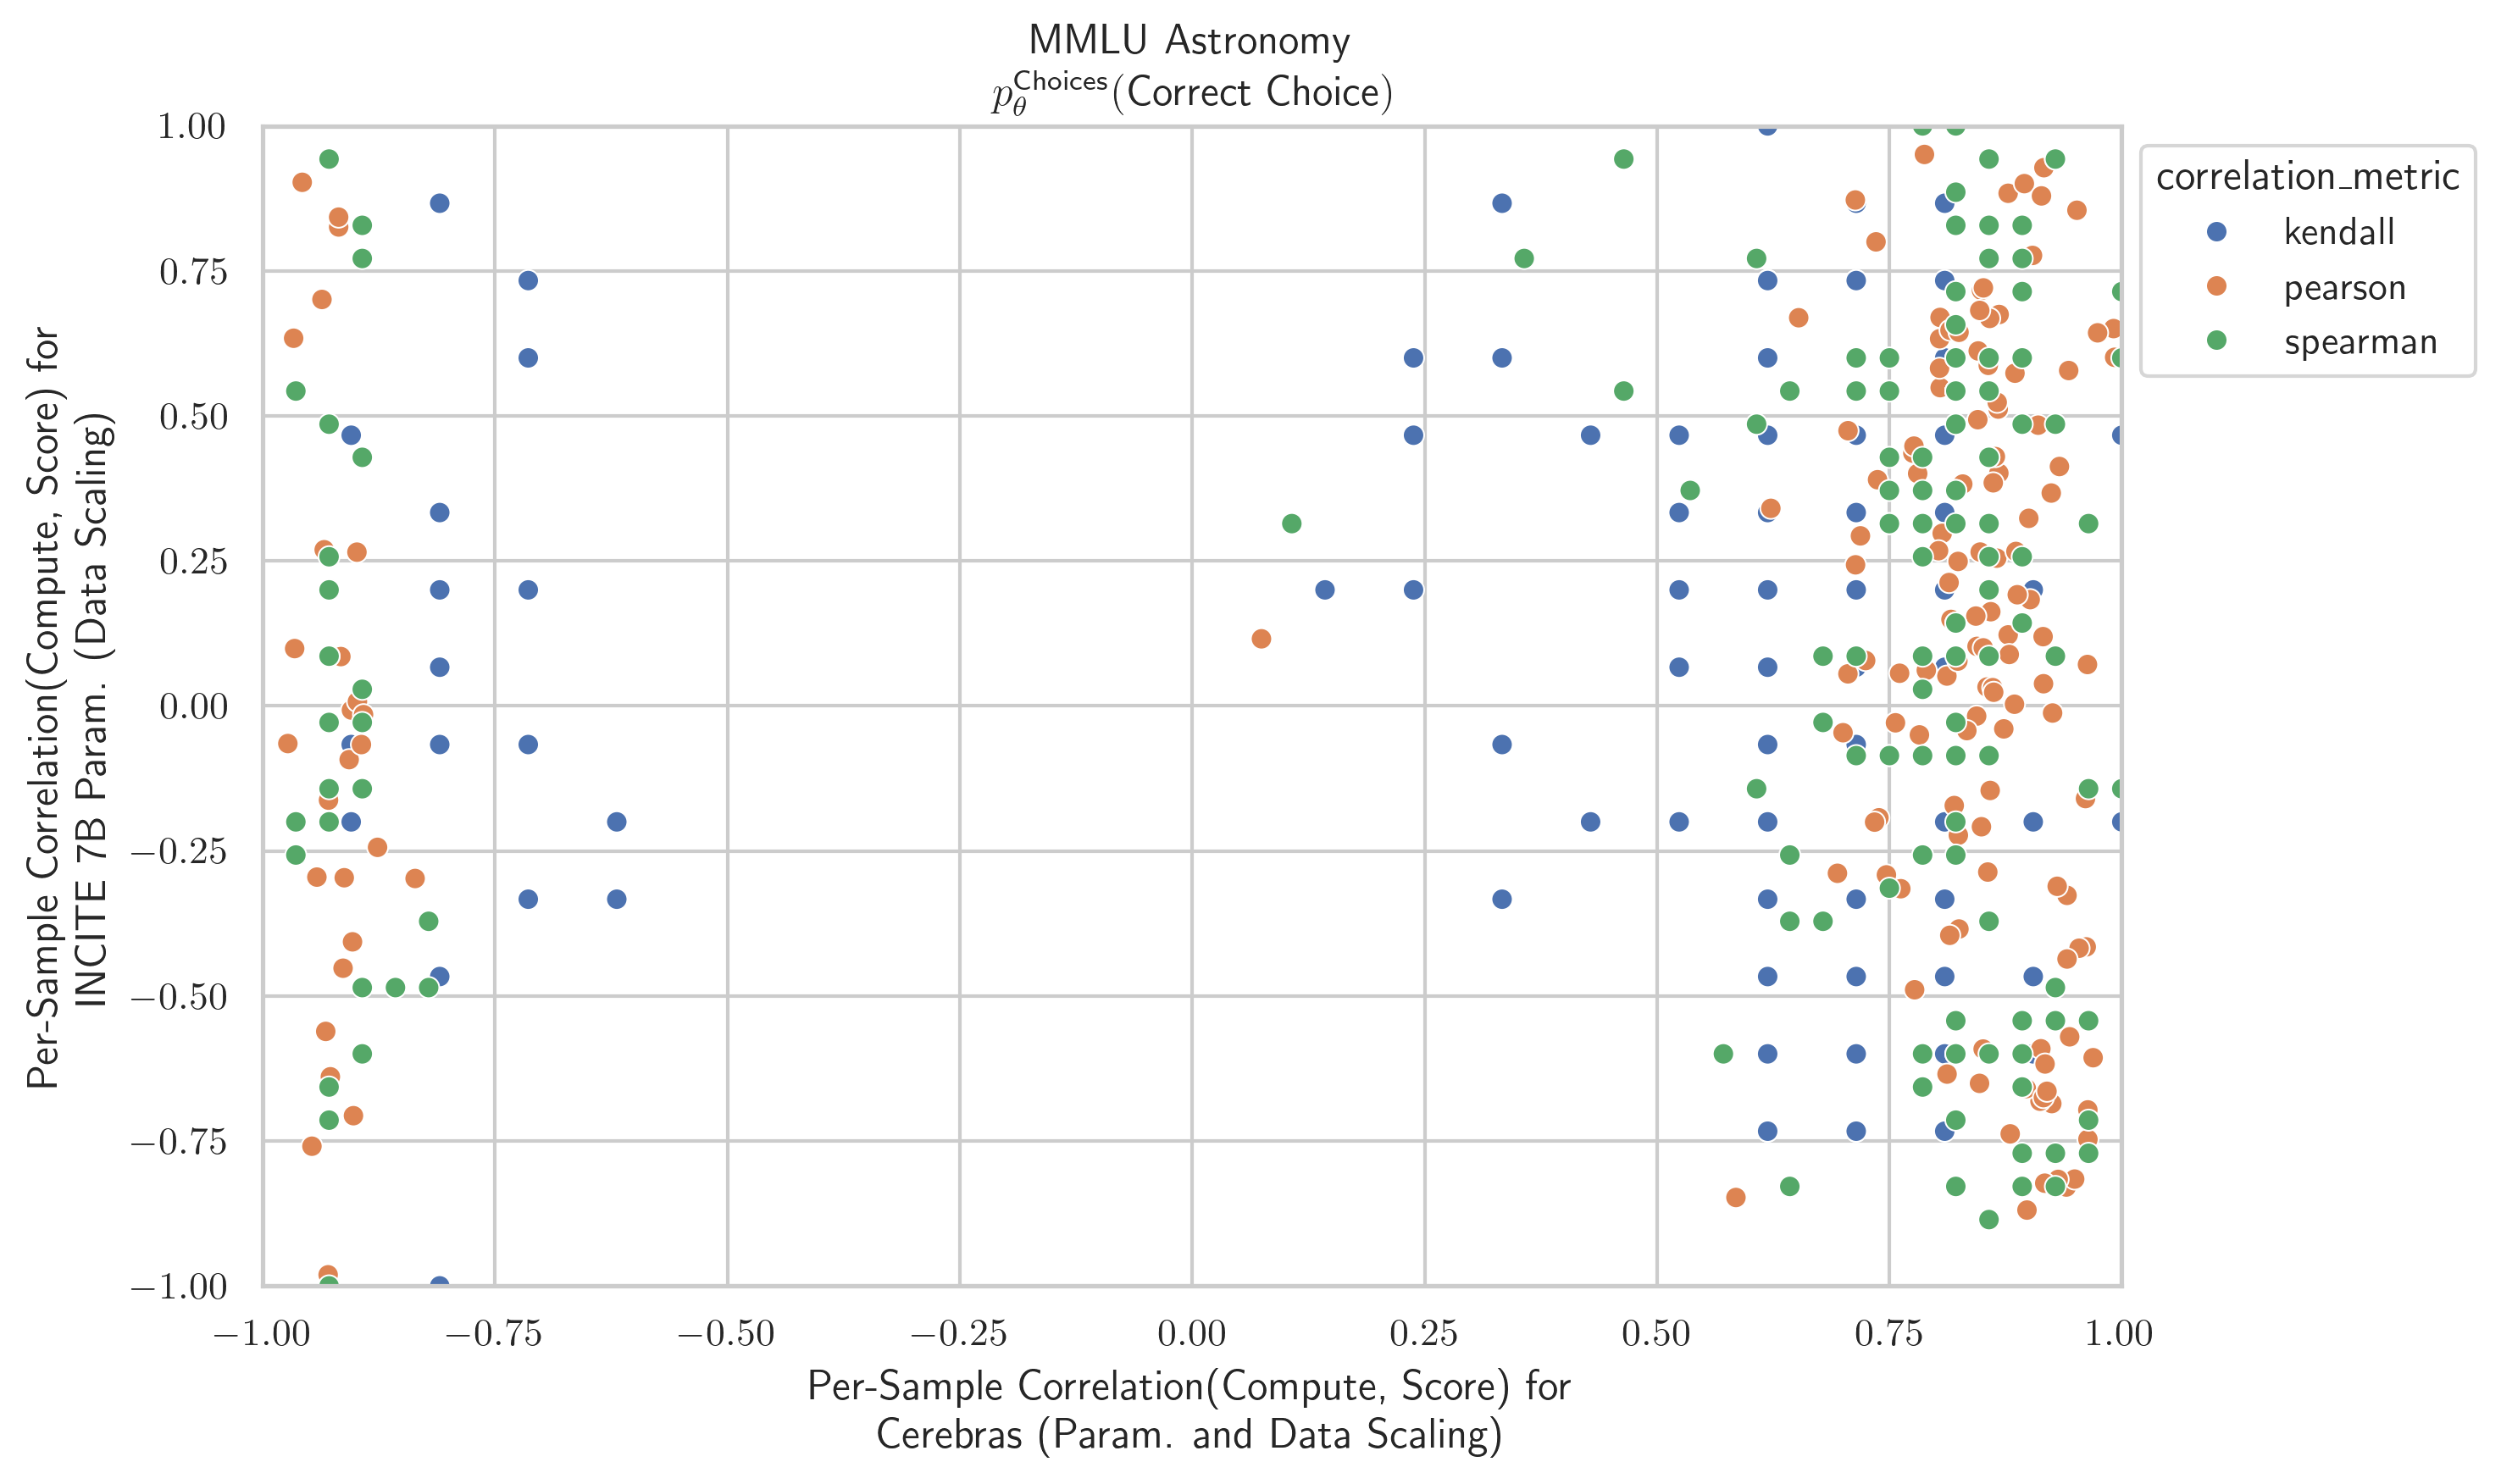 MMLU Astronomy
p_θ^Choices(Correct Choice)
1.00
0.75
0.50
0.25
0.00
−0.25
−0.50
−0.75
−1.00
Per-Sample Correlation(Compute, Score) for
INCITE 7B Param. (Data Scaling)
correlation_metric
kendall
pearson
spearman
−1.00 −0.75 −0.50 −0.25 0.00 0.25 0.50 0.75 1.00
Per-Sample Correlation(Compute, Score) for
Cerebras (Param. and Data Scaling)